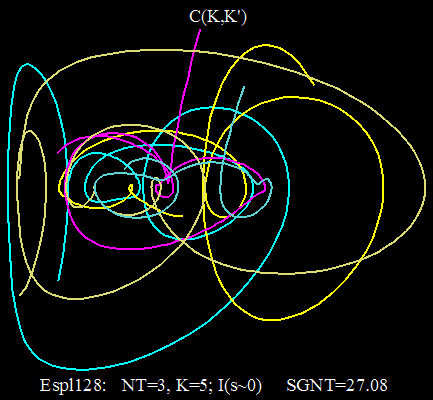 C(K,K')
Espl128: NT=3, K=5; I(s~0) SGNT=27.08